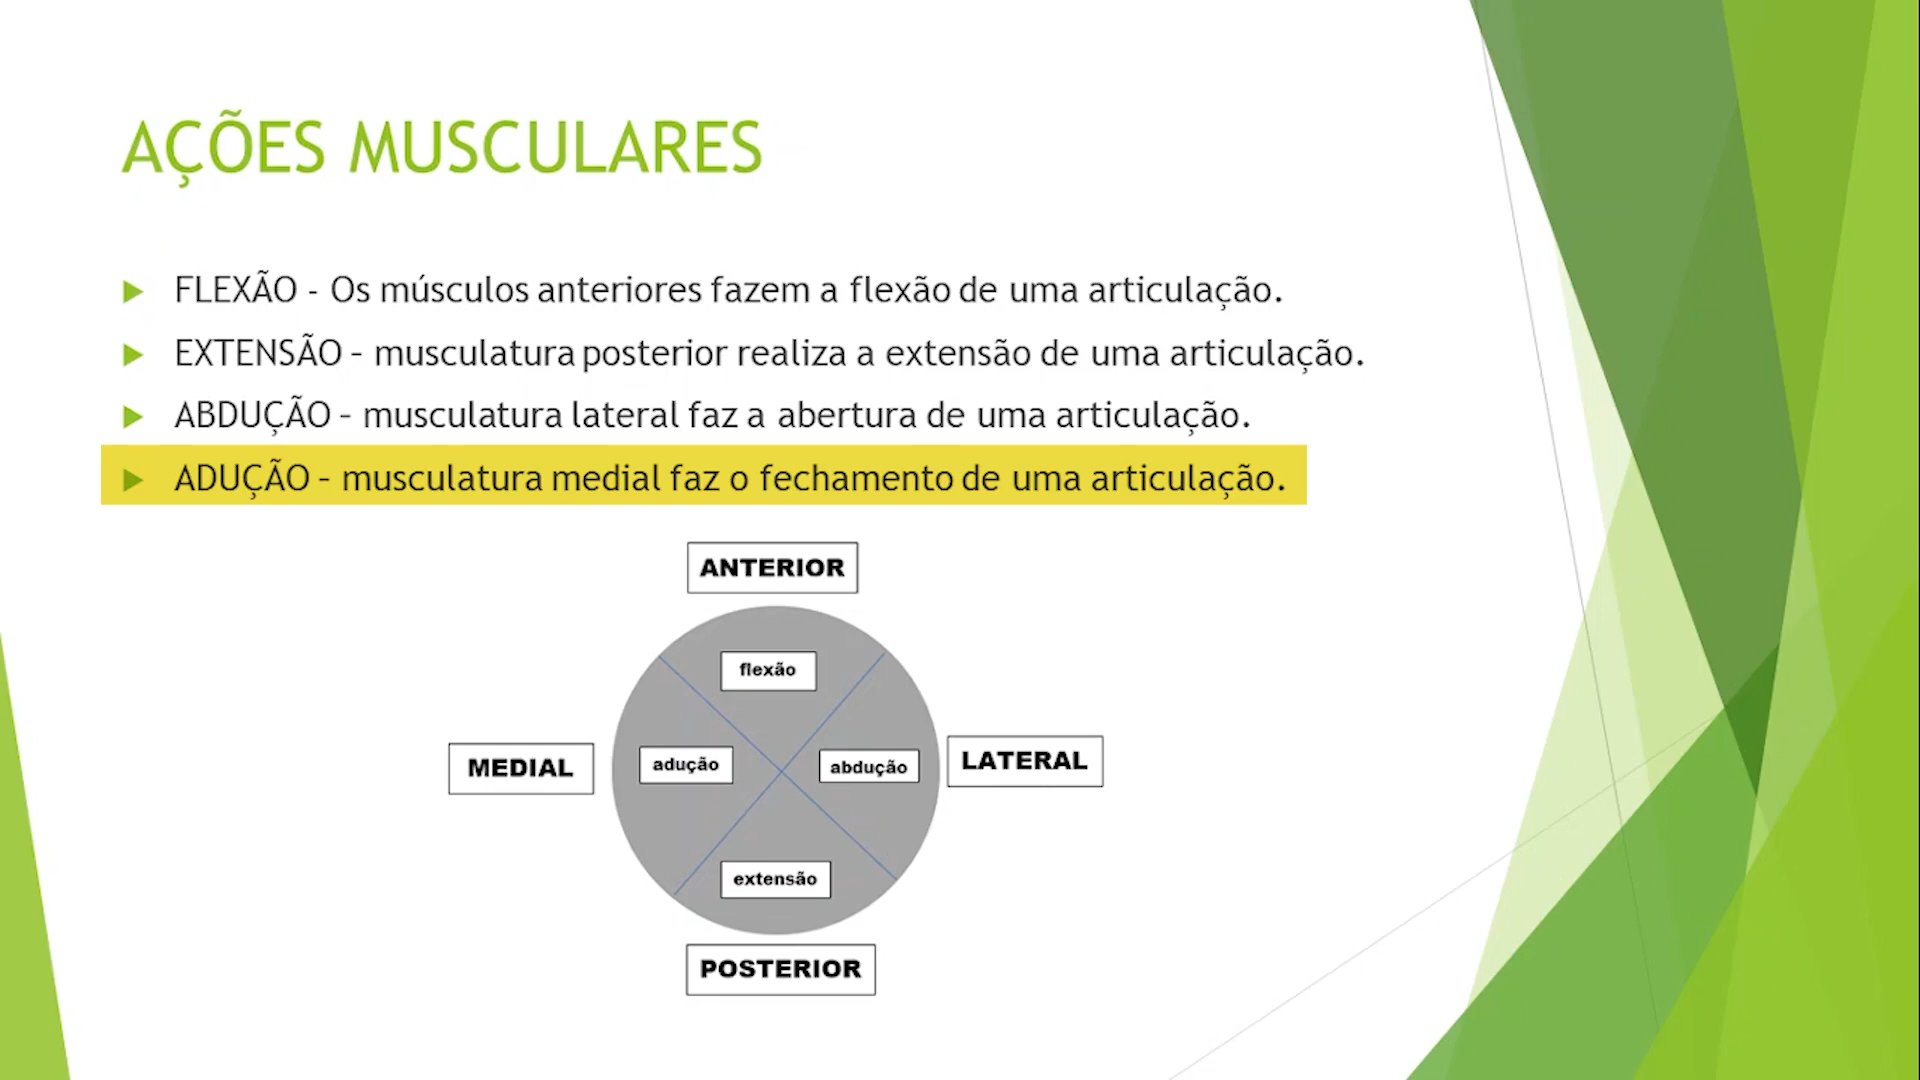 AÇÕES MUSCULARES
FLEXÃO - Os músculos anteriores fazem a flexão de uma articulação.
EXTENSÃO – musculatura posterior realiza a extensão de uma articulação.
ABDUÇÃO – musculatura lateral faz a abertura de uma articulação.
ADUÇÃO – musculatura medial faz o fechamento de uma articulação.
ANTERIOR
flexão
MEDIAL
adução
abdução
LATERAL
extensão
POSTERIOR